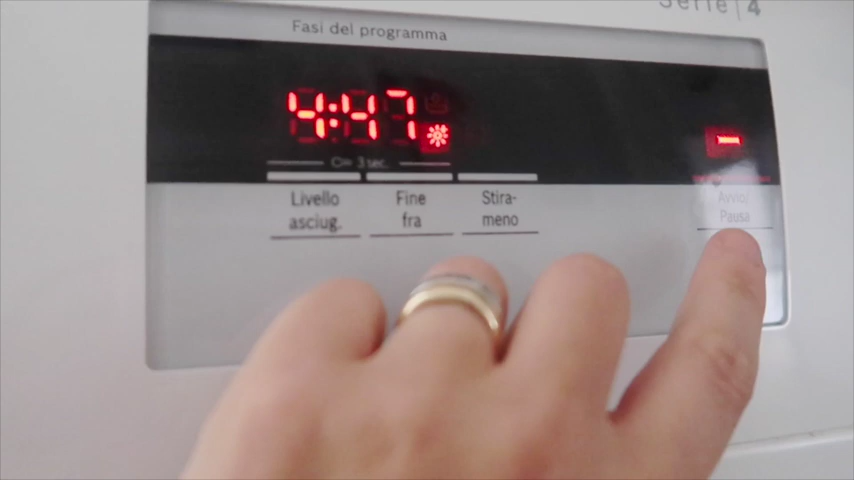 Serie | 4
Fasi del programma
4:47
3 sec.
Livello
asciug.
Fine
fra
Stira-
meno
Avvio/
Pausa